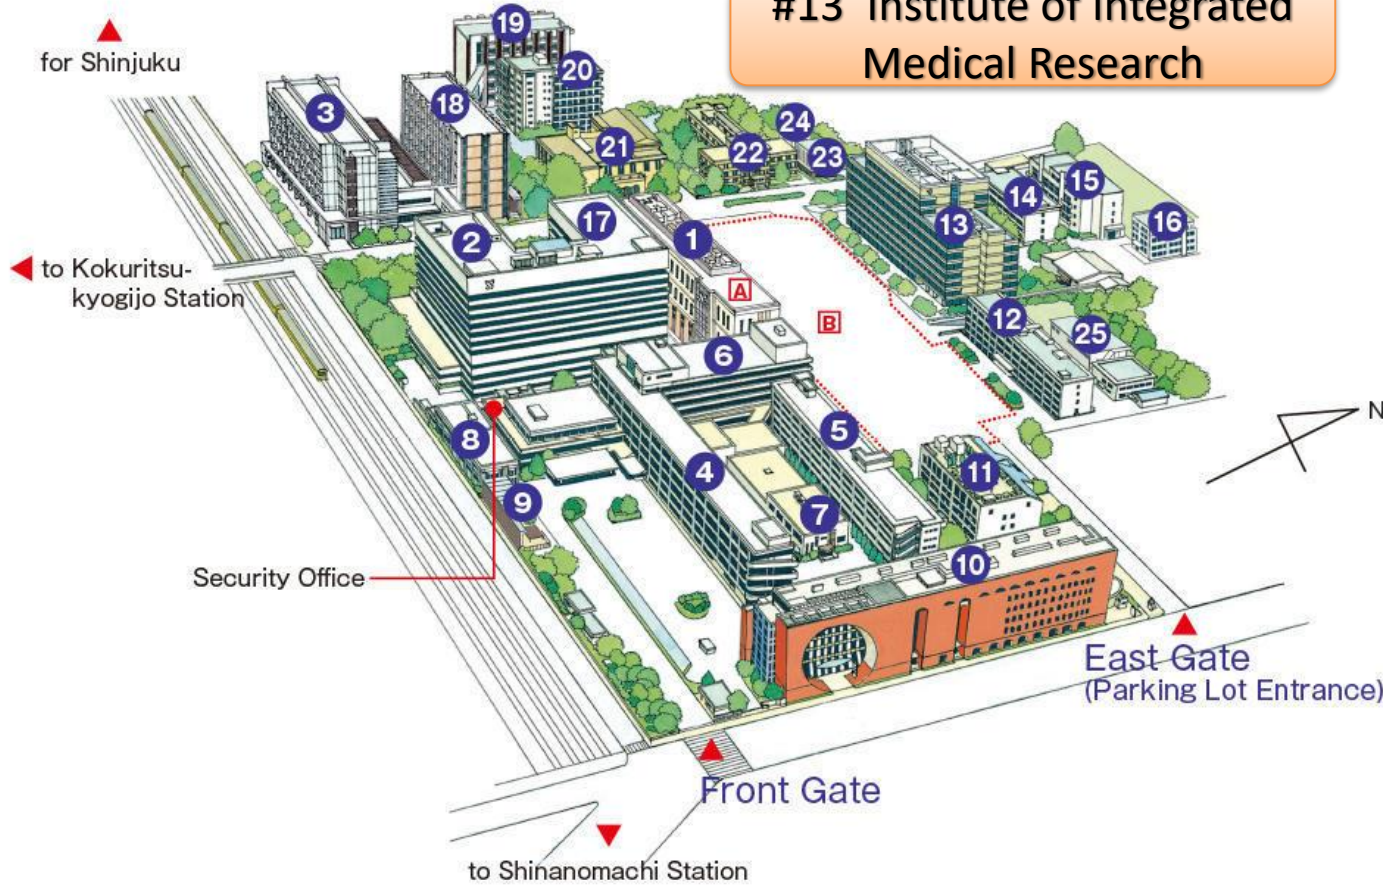 #13 Institute of Integrated
Medical Research
for Shinjuku
19
20
3
18
24
21
22
23
14
15
13
16
2
17
1
to Kokuritsu-
kyogijo Station
A
B
12
25
6
N
8
5
4
11
9
7
10
Security Office
East Gate
(Parking Lot Entrance)
Front Gate
to Shinanomachi Station